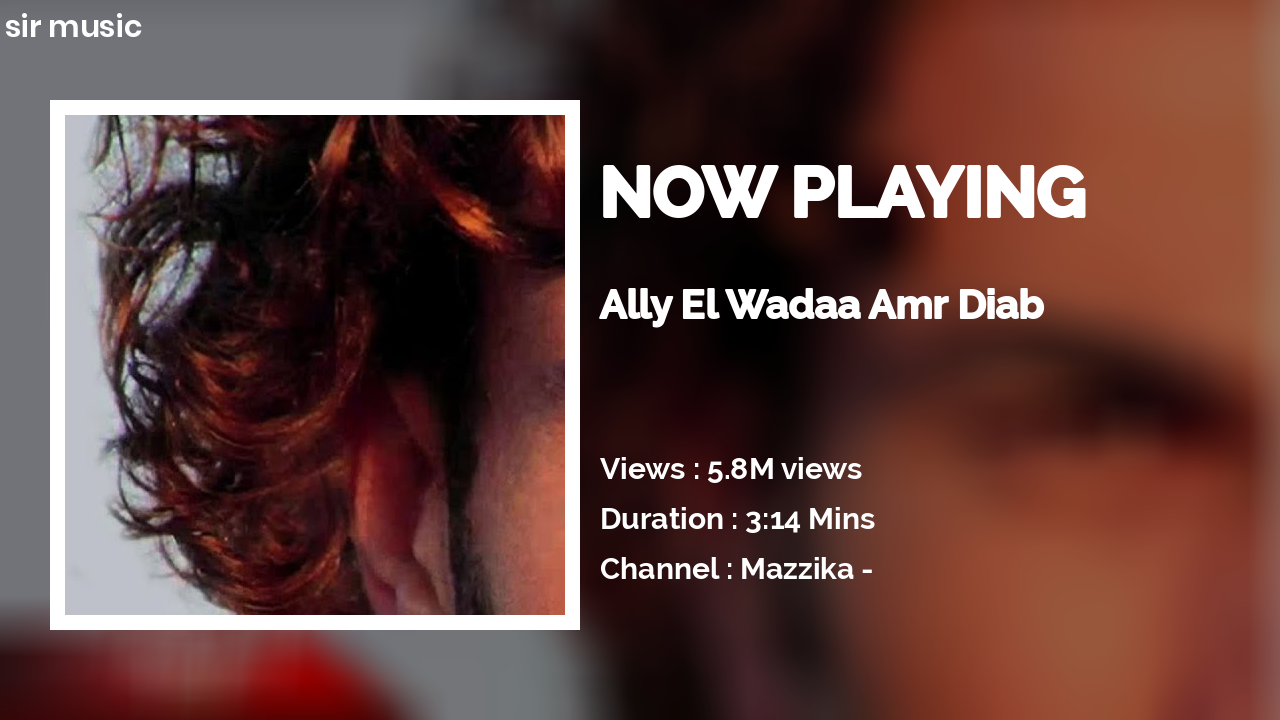 sir music
NOW PLAYING
Ally El Wadaa Amr Diab
Views : 5.8M views
Duration : 3:14 Mins
Channel : Mazzika -